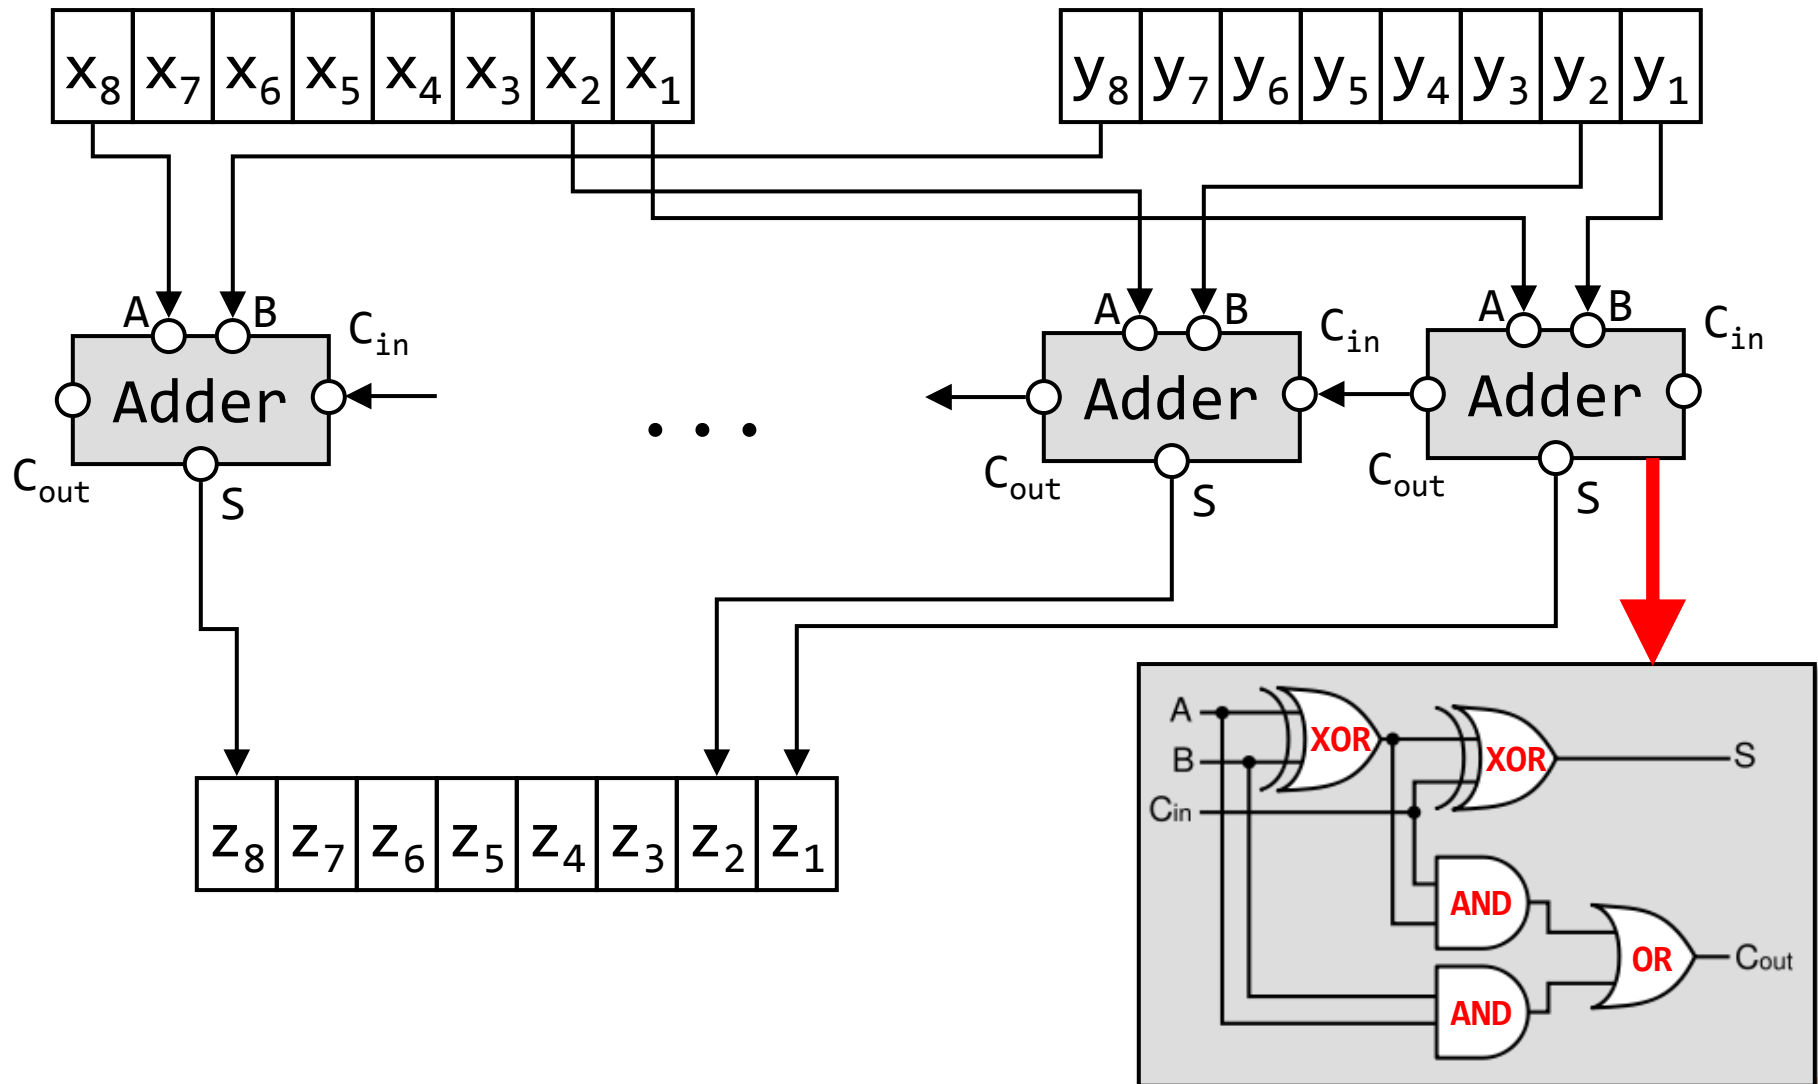 x8 x7 x6 x5 x4 x3 x2 x1 y8 y7 y6 y5 y4 y3 y2 y1
A B Cin A B Cin A B Cin
Adder Adder Adder
. . .
Cout S Cout S Cout S
A XOR XOR S
B
Cin
z8 z7 z6 z5 z4 z3 z2 z1
AND
OR Cout
AND